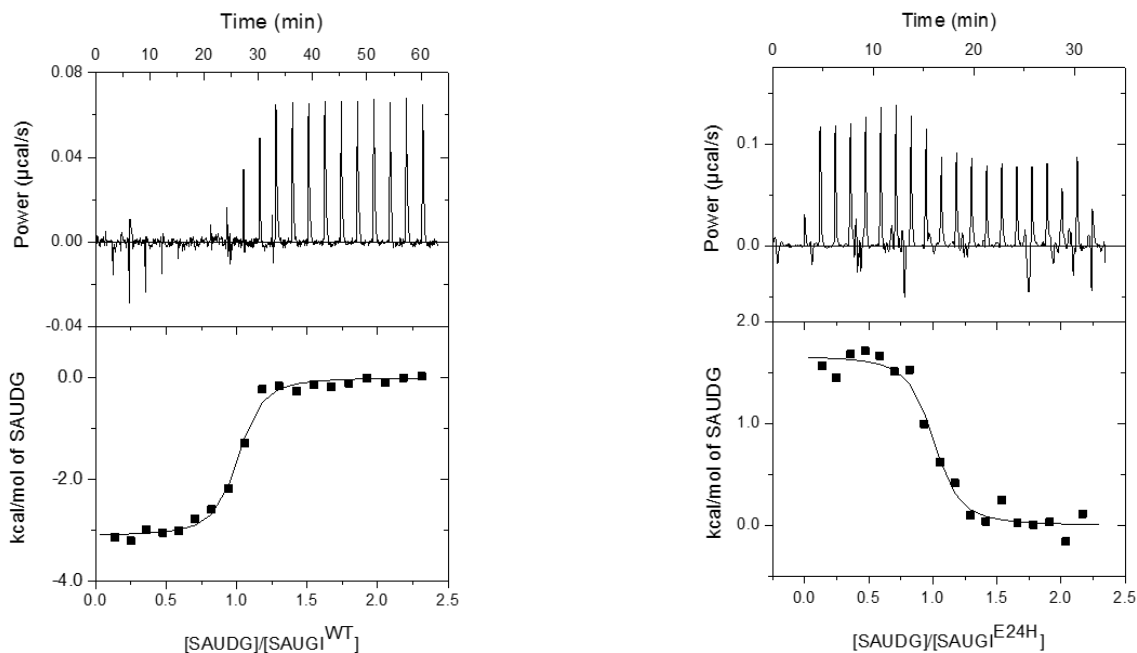 Time (min)
0 10 20 30 40 50 60
0.08
0.04
0.00
-0.04
Power (µcal/s)
0.0
-2.0
-4.0
kcal/mol of SAUDG
0.0 0.5 1.0 1.5 2.0 2.5
[SAUDG]/[SAUGI^WT]
Time (min)
0 10 20 30
0.1
0.0
Power (µcal/s)
2.0
1.0
0.0
kcal/mol of SAUDG
0.0 0.5 1.0 1.5 2.0 2.5
[SAUDG]/[SAUGI^E24H]